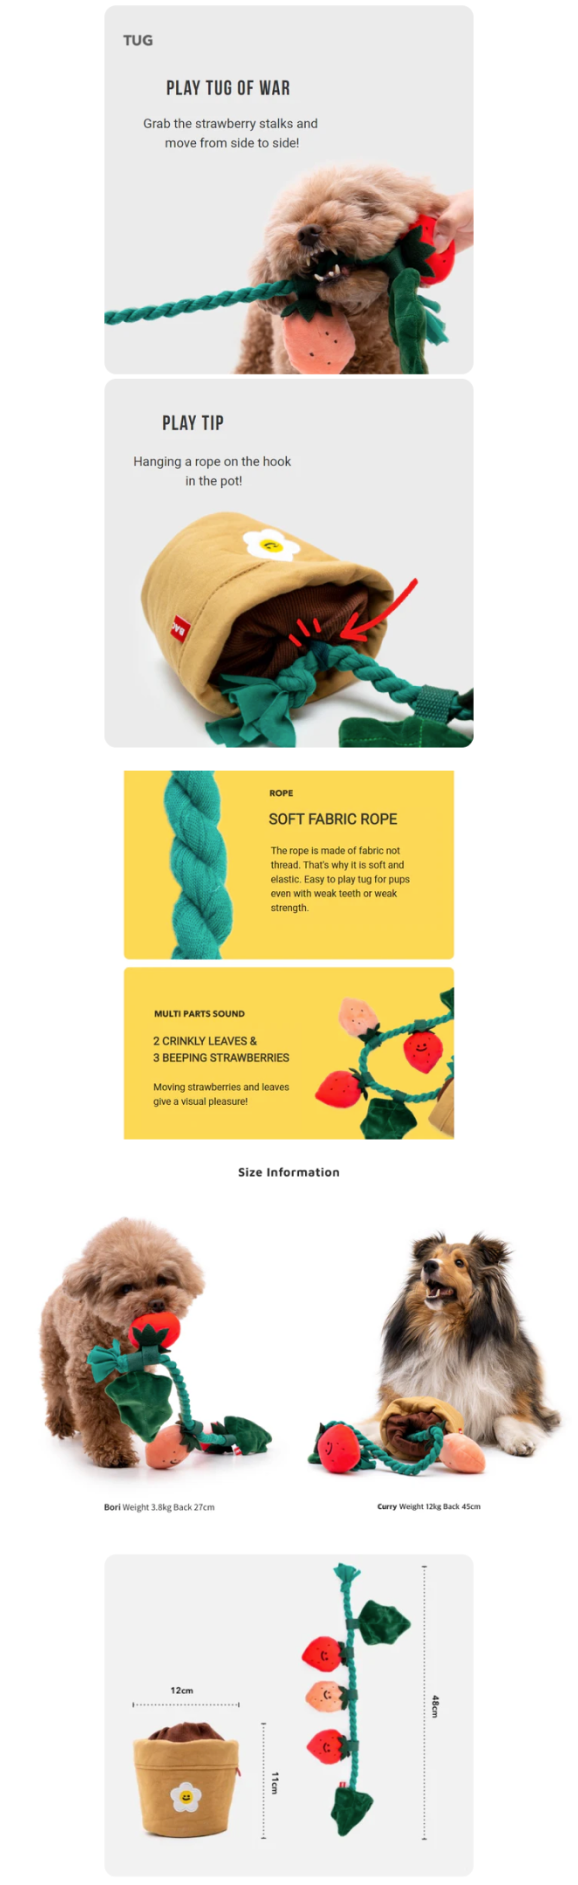 TUG
PLAY TUG OF WAR
Grab the strawberry stalks and
move from side to side!
PLAY TIP
Hanging a rope on the hook
in the pot!
ROPE
SOFT FABRIC ROPE
The rope is made of fabric not
thread. That's why it is soft and
elastic. Easy to play tug for pups
even with weak teeth or weak
strength.
MULTI PARTS SOUND
2 CRINKLY LEAVES &
3 BEEPING STRAWBERRIES
Moving strawberries and leaves
give a visual pleasure!
Size Information
Bori Weight 3.8kg Back 27cm
Curry Weight 12kg Back 45cm
12cm
11cm
48cm